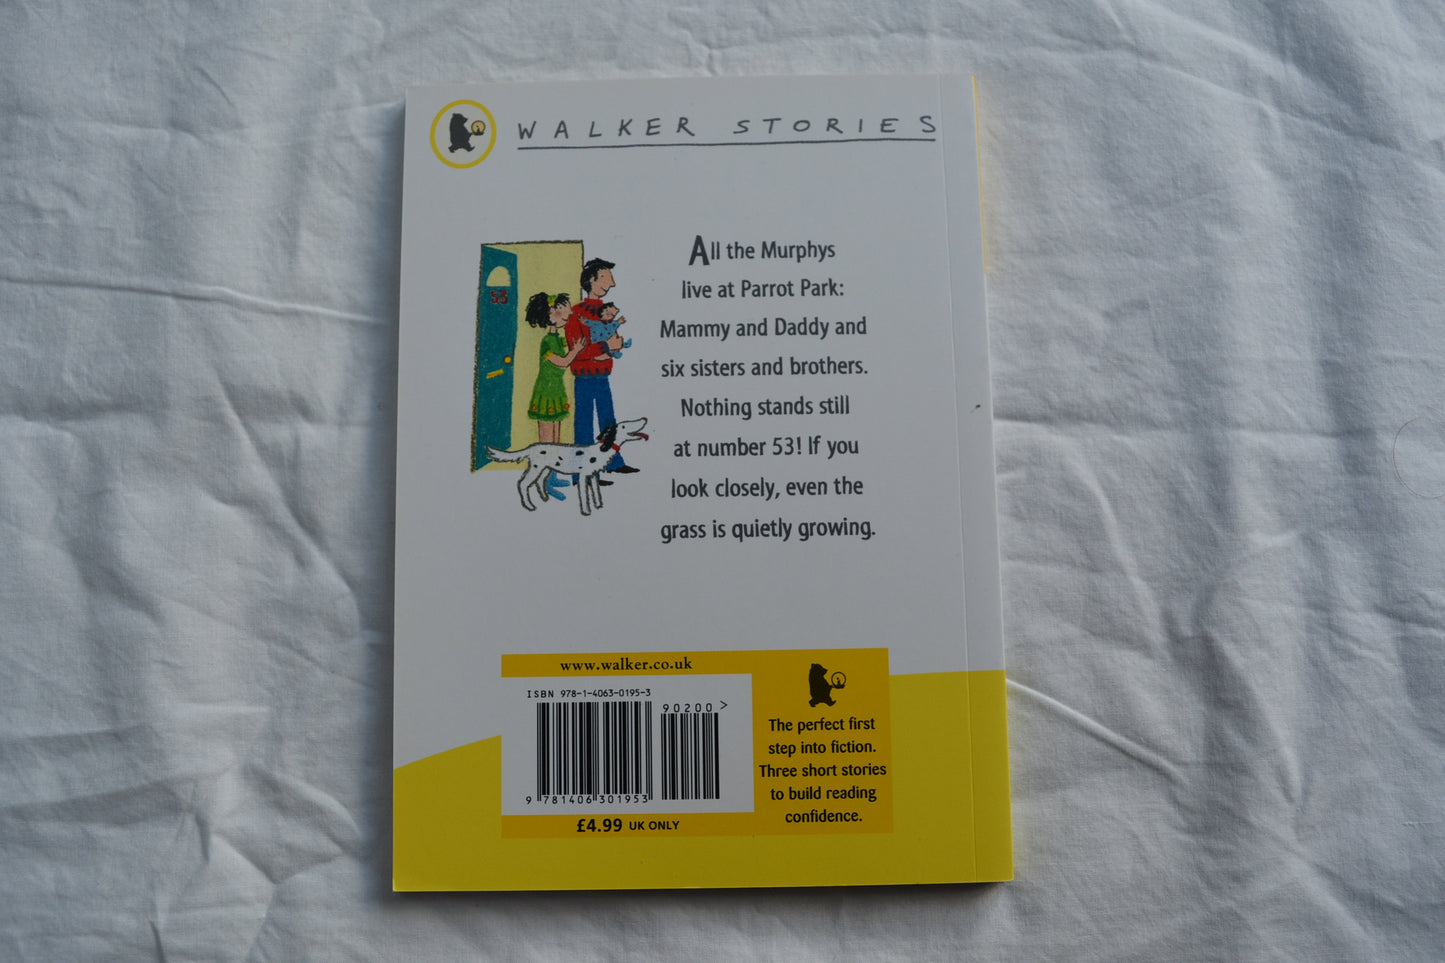 WALKER STORIES
53
All the Murphys
live at Parrot Park:
Mammy and Daddy and
six sisters and brothers.
Nothing stands still
at number 53! If you
look closely, even the
grass is quietly growing.
www.walker.co.uk
ISBN 978-1-4063-0195-3
90200 >
9 781406 301953
£4.99 UK ONLY
The perfect first
step into fiction.
Three short stories
to build reading
confidence.